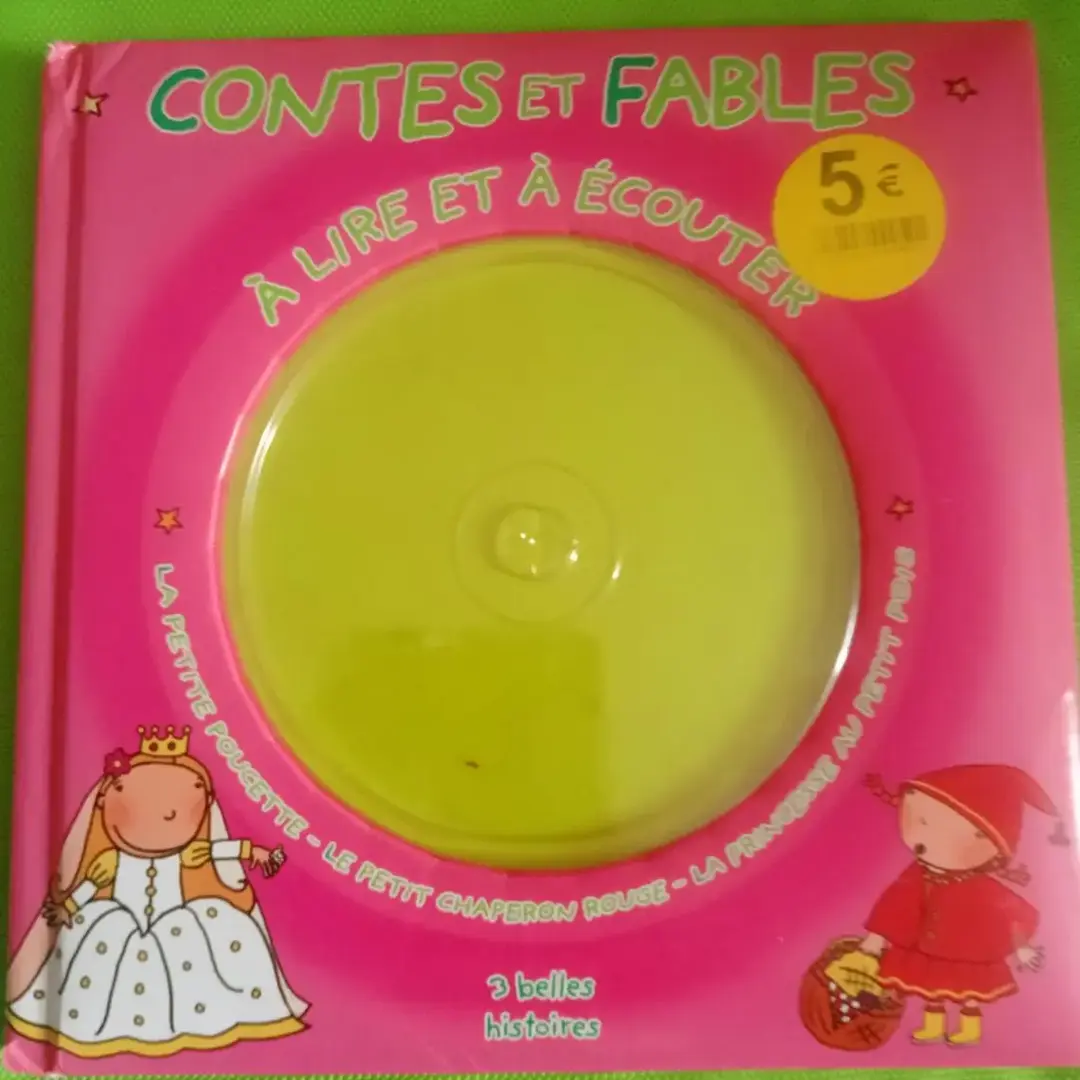 CONTES ET FABLES
À LIRE ET À ÉCOUTER
5 €
LA PETITE POUCETTE - LE PETIT CHAPERON ROUGE - LA PRINCESSE AU PETIT POIS
3 belles
histoires